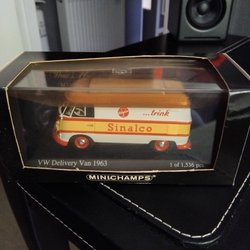 ...trink
Sinalco
VW Delivery Van 1963
1 of 1,536 pcs.
MINICHAMPS